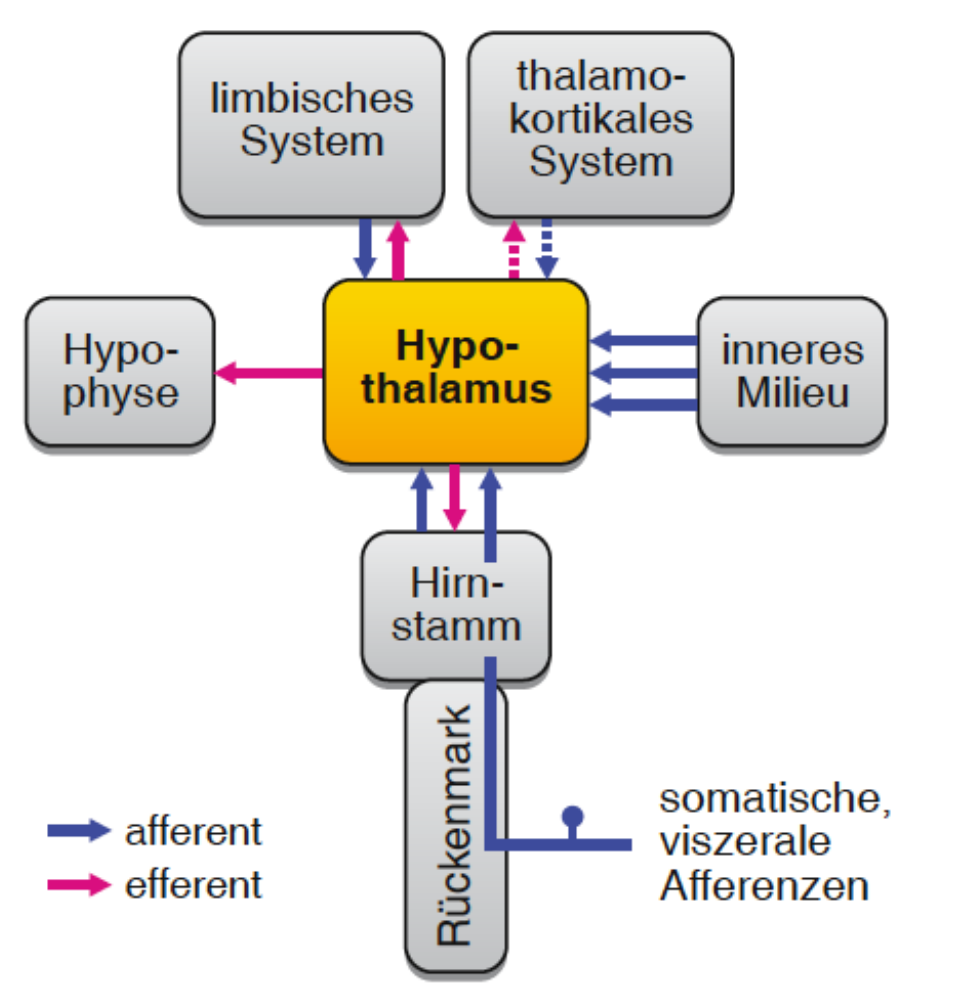 limbisches
System
thalamo-
kortikales
System
Hypo-
physe
Hypo-
thalamus
inneres
Milieu
Hirn-
stamm
Rückenmark
somatische,
viszerale
Afferenzen
afferent
efferent